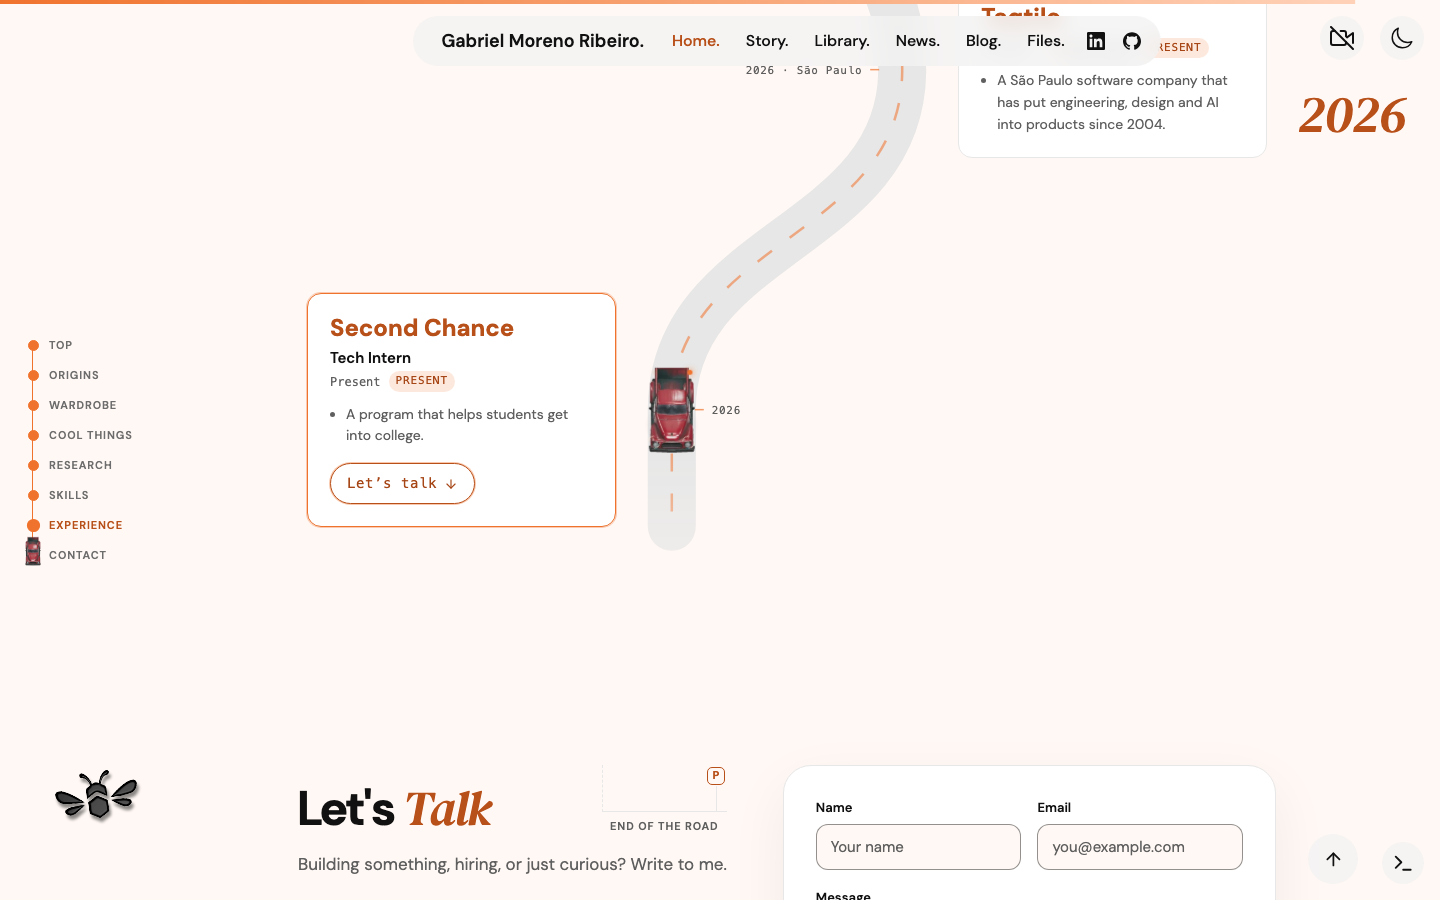 Gabriel Moreno Ribeiro.
Home.
Story.
Library.
News.
Blog.
Files.
2026 · São Paulo
A São Paulo software company that
has put engineering, design and AI
into products since 2004.
2026
Second Chance
Tech Intern
Present PRESENT
A program that helps students get
into college.
Let’s talk ↓
2026
TOP
ORIGINS
WARDROBE
COOL THINGS
RESEARCH
SKILLS
EXPERIENCE
CONTACT
Let's Talk
P
END OF THE ROAD
Building something, hiring, or just curious? Write to me.
Name
Your name
Email
you@example.com
Message